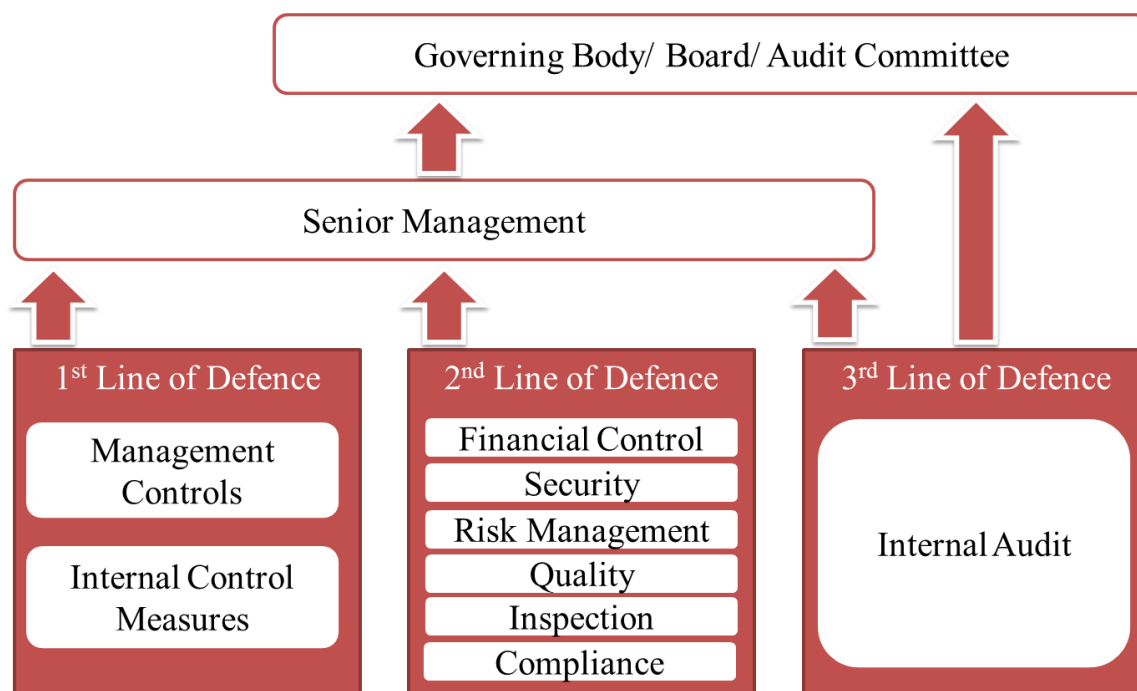 Governing Body/ Board/ Audit Committee
Senior Management
1st Line of Defence
Management
Controls
Internal Control
Measures
2nd Line of Defence
Financial Control
Security
Risk Management
Quality
Inspection
Compliance
3rd Line of Defence
Internal Audit